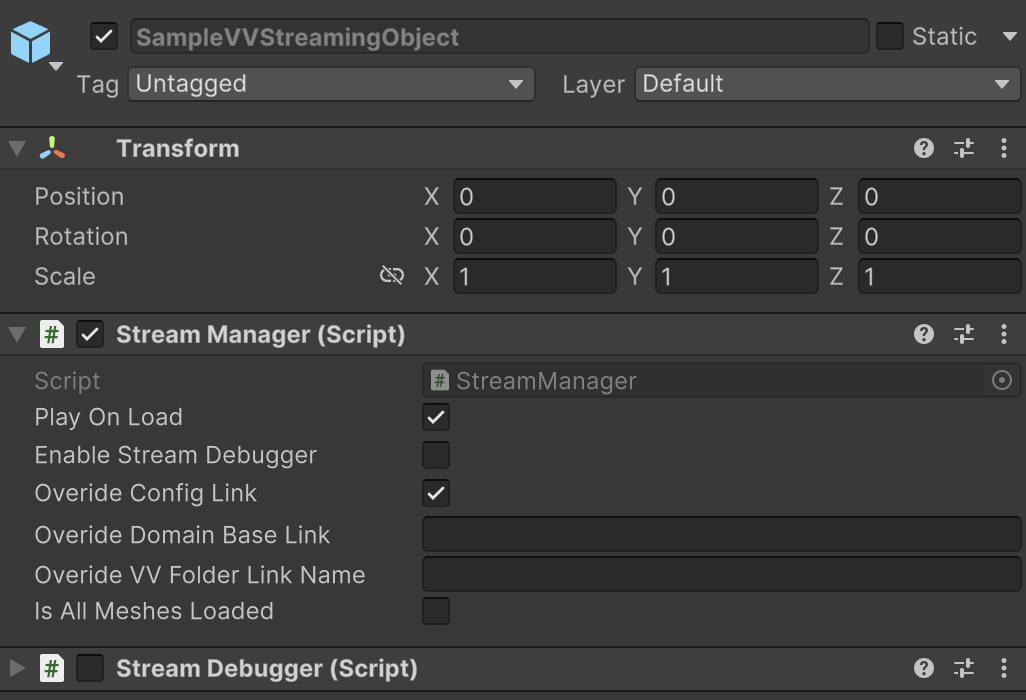 SampleVVStreamingObject Static
Tag Untagged Layer Default
Transform
Position X 0 Y 0 Z 0
Rotation X 0 Y 0 Z 0
Scale X 1 Y 1 Z 1
# Stream Manager (Script)
Script # StreamManager
Play On Load
Enable Stream Debugger
Overide Config Link
Override Domain Base Link
Override VV Folder Link Name
Is All Meshes Loaded
# Stream Debugger (Script)